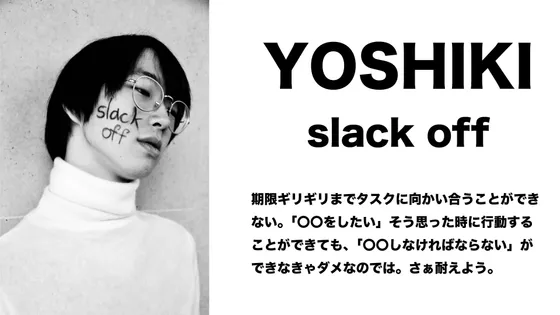 slack
off
YOSHIKI
slack off
期限ギリギリまでタスクに向かい合うことができ
ない。「〇〇をしたい」そう思った時に行動する
ことができても、「〇〇しなければならない」が
できなきゃダメなのでは。さぁ耐えよう。